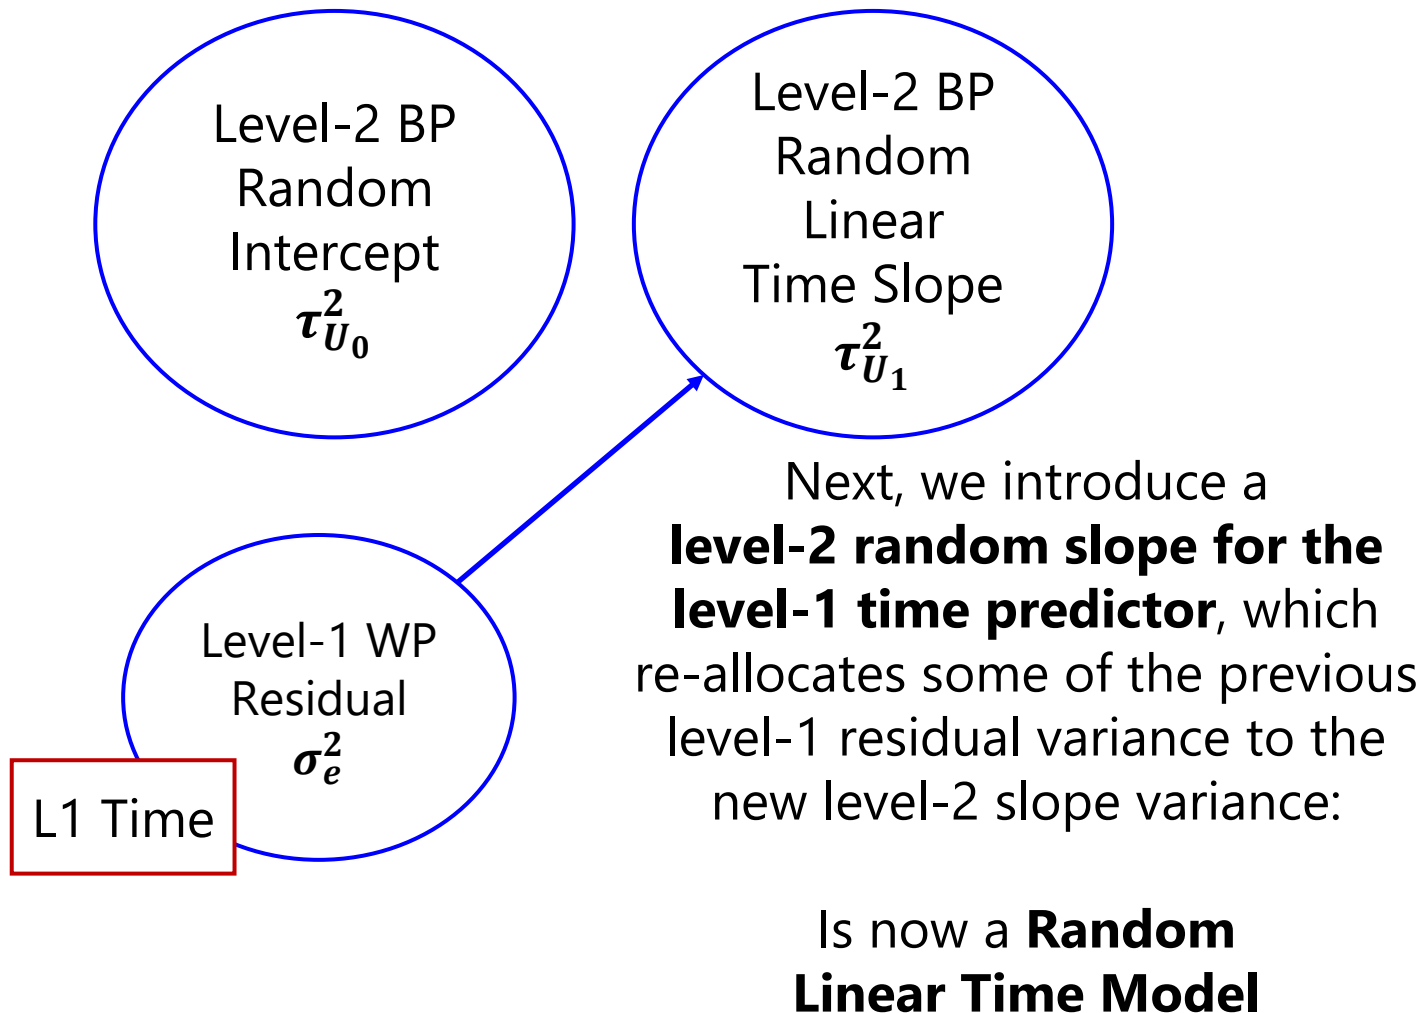 Level-2 BP
Random
Intercept
τ²U₀
Level-2 BP
Random
Linear
Time Slope
τ²U₁
Level-1 WP
Residual
σ²e
L1 Time
Next, we introduce a
level-2 random slope for the
level-1 time predictor, which
re-allocates some of the previous
level-1 residual variance to the
new level-2 slope variance:
Is now a Random
Linear Time Model